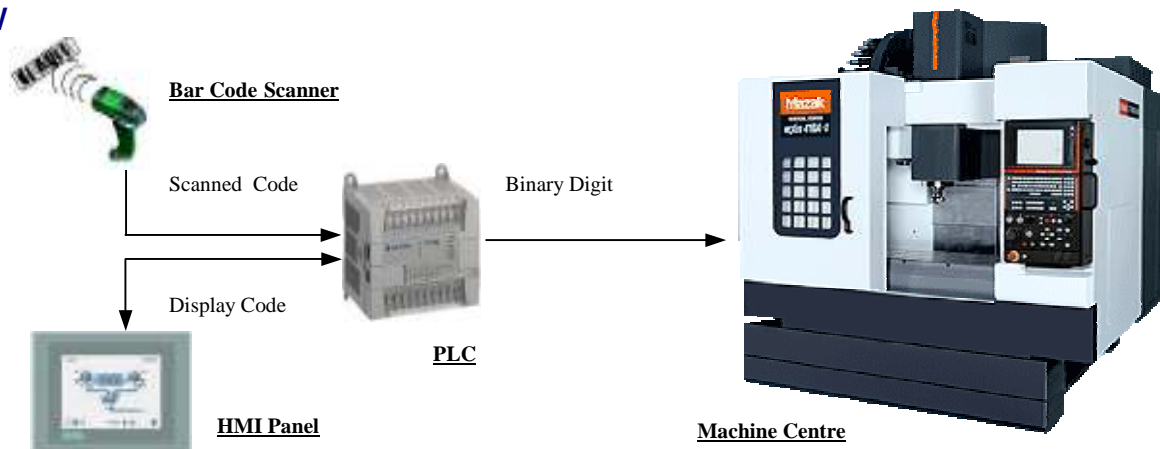 Bar Code Scanner
Scanned Code
Binary Digit
Display Code
PLC
HMI Panel
Machine Centre
Mazak